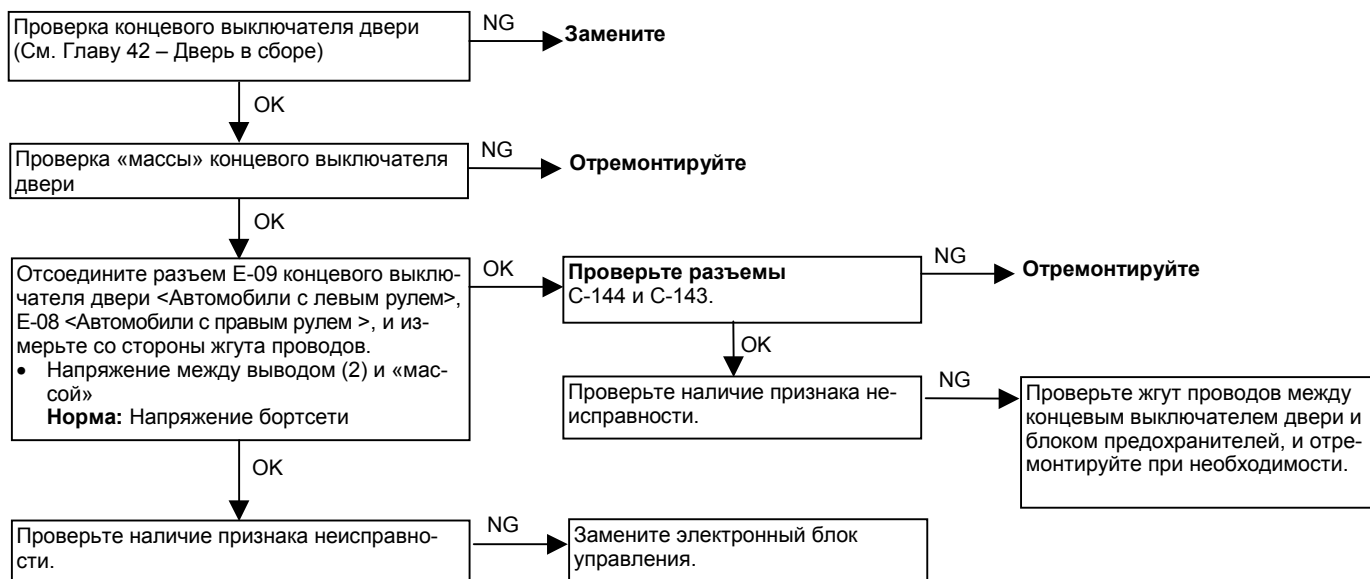 Проверка концевого выключателя двери
(См. Главу 42 – Дверь в сборе)
NG
Замените
OK
Проверка «массы» концевого выключателя
двери
NG
Отремонтируйте
OK
Отсоедините разъем Е-09 концевого выклю-
чателя двери <Автомобили с левым рулем>,
Е-08 <Автомобили с правым рулем >, и из-
мерьте со стороны жгута проводов.
• Напряжение между выводом (2) и «мас-
сой»
Норма: Напряжение бортсети
OK
Проверьте разъемы
С-144 и С-143.
NG
Отремонтируйте
OK
Проверьте наличие признака не-
исправности.
NG
Проверьте жгут проводов между
концевым выключателем двери и
блоком предохранителей, и отре-
монтируйте при необходимости.
OK
Проверьте наличие признака неисправно-
сти.
NG
Замените электронный блок
управления.